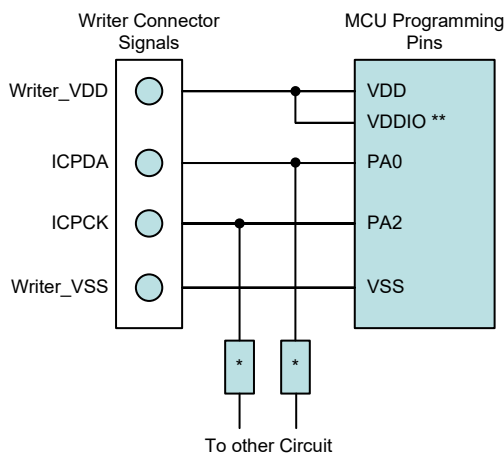 Writer Connector
Signals
MCU Programming
Pins
Writer_VDD
VDD
VDDIO **
ICPDA
PA0
ICPCK
PA2
Writer_VSS
VSS
*
*
To other Circuit